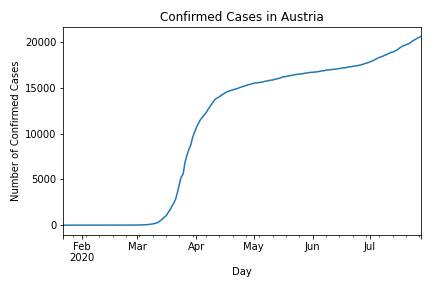 Confirmed Cases in Austria
Number of Confirmed Cases
20000
15000
10000
5000
0
Feb
2020
Mar
Apr
May
Jun
Jul
Day